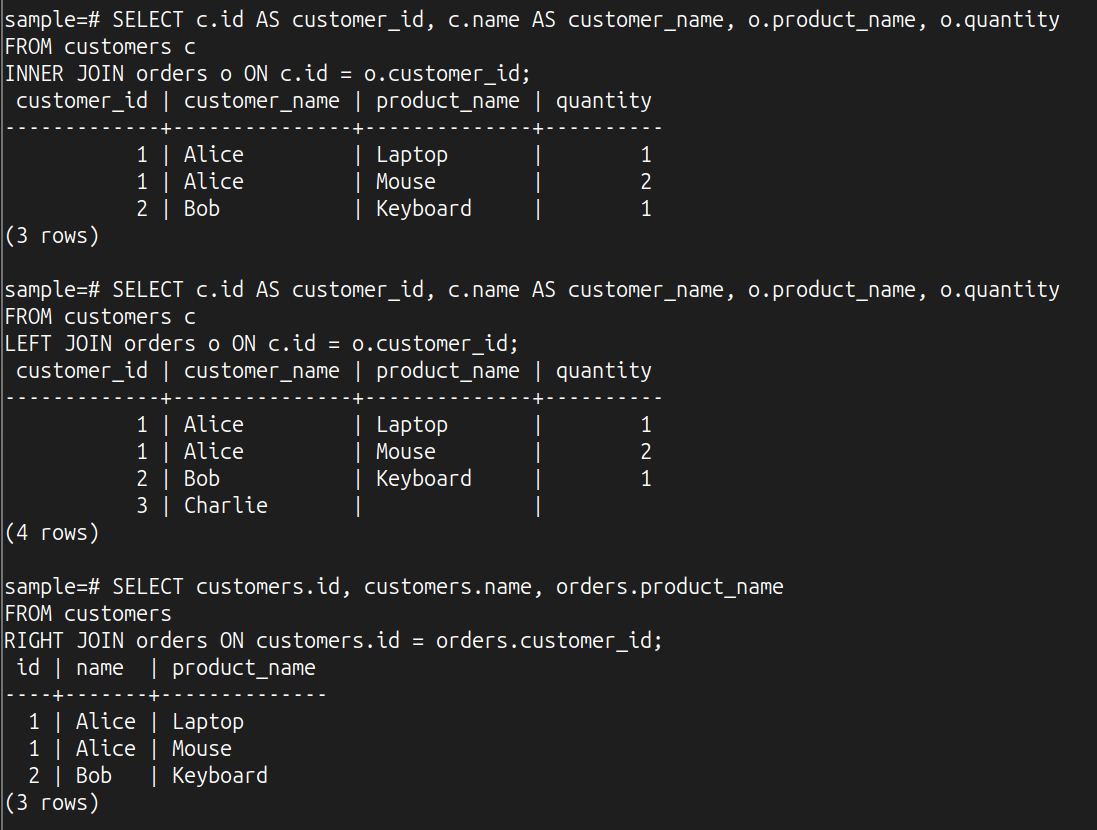 sample=# SELECT c.id AS customer_id, c.name AS customer_name, o.product_name, o.quantity
FROM customers c
INNER JOIN orders o ON c.id = o.customer_id;
 customer_id | customer_name | product_name | quantity
-------------+---------------+--------------+----------
           1 | Alice         | Laptop       |        1
           1 | Alice         | Mouse        |        2
           2 | Bob           | Keyboard     |        1
(3 rows)

sample=# SELECT c.id AS customer_id, c.name AS customer_name, o.product_name, o.quantity
FROM customers c
LEFT JOIN orders o ON c.id = o.customer_id;
 customer_id | customer_name | product_name | quantity
-------------+---------------+--------------+----------
           1 | Alice         | Laptop       |        1
           1 | Alice         | Mouse        |        2
           2 | Bob           | Keyboard     |        1
           3 | Charlie       |              |
(4 rows)

sample=# SELECT customers.id, customers.name, orders.product_name
FROM customers
RIGHT JOIN orders ON customers.id = orders.customer_id;
 id | name  | product_name
----+-------+--------------
  1 | Alice | Laptop
  1 | Alice | Mouse
  2 | Bob   | Keyboard
(3 rows)